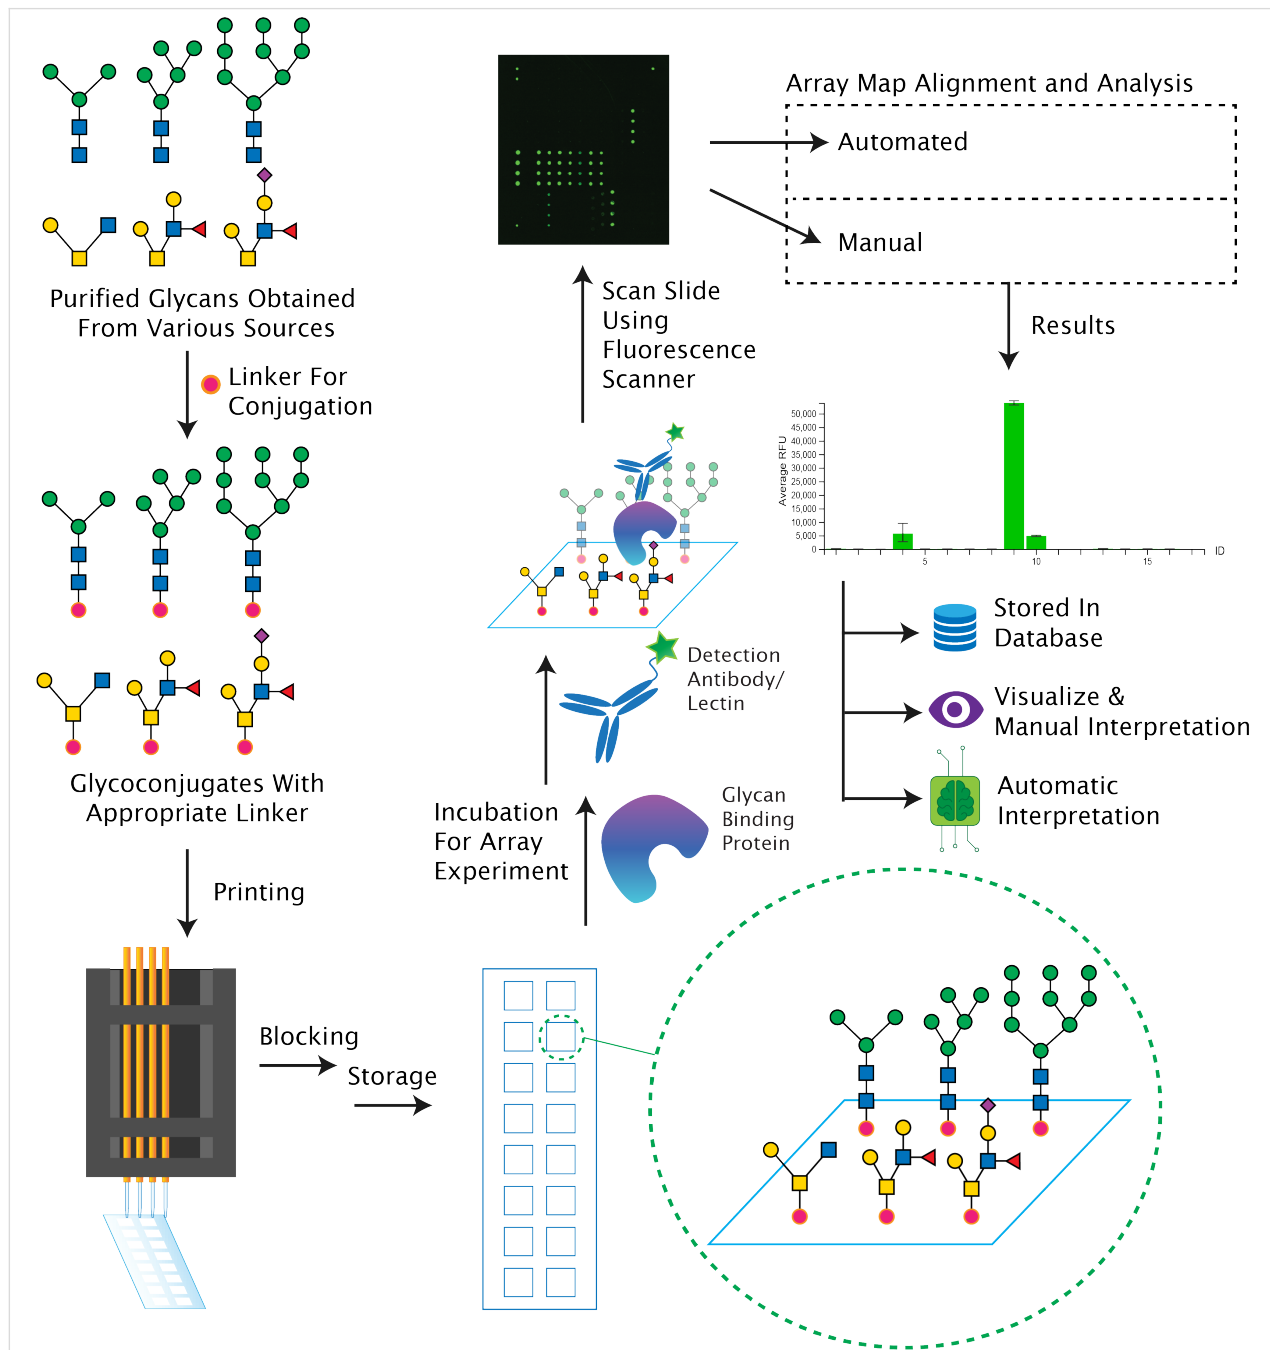 Purified Glycans Obtained
From Various Sources
Linker For
Conjugation
Glycoconjugates With
Appropriate Linker
Printing
Blocking
Storage
Incubation
For Array
Experiment
Glycan
Binding
Protein
Detection
Antibody/
Lectin
Scan Slide
Using
Fluorescence
Scanner
Array Map Alignment and Analysis
Automated
Manual
Results
Average RFU
50,000
45,000
40,000
35,000
30,000
25,000
20,000
15,000
10,000
5,000
0
5
10
15
ID
Stored In
Database
Visualize &
Manual Interpretation
Automatic
Interpretation